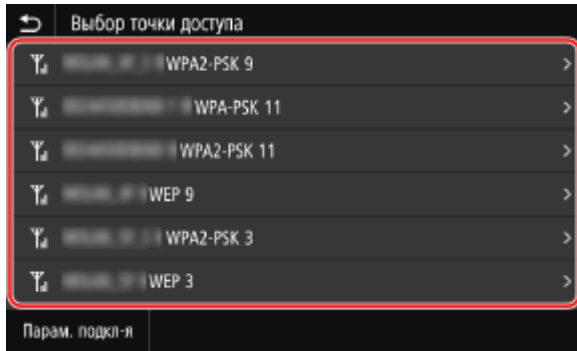 Выбор точки доступа
WPA2-PSK 9
WPA-PSK 11
WPA2-PSK 11
WEP 9
WPA2-PSK 3
WEP 3
Парам. подкл-я